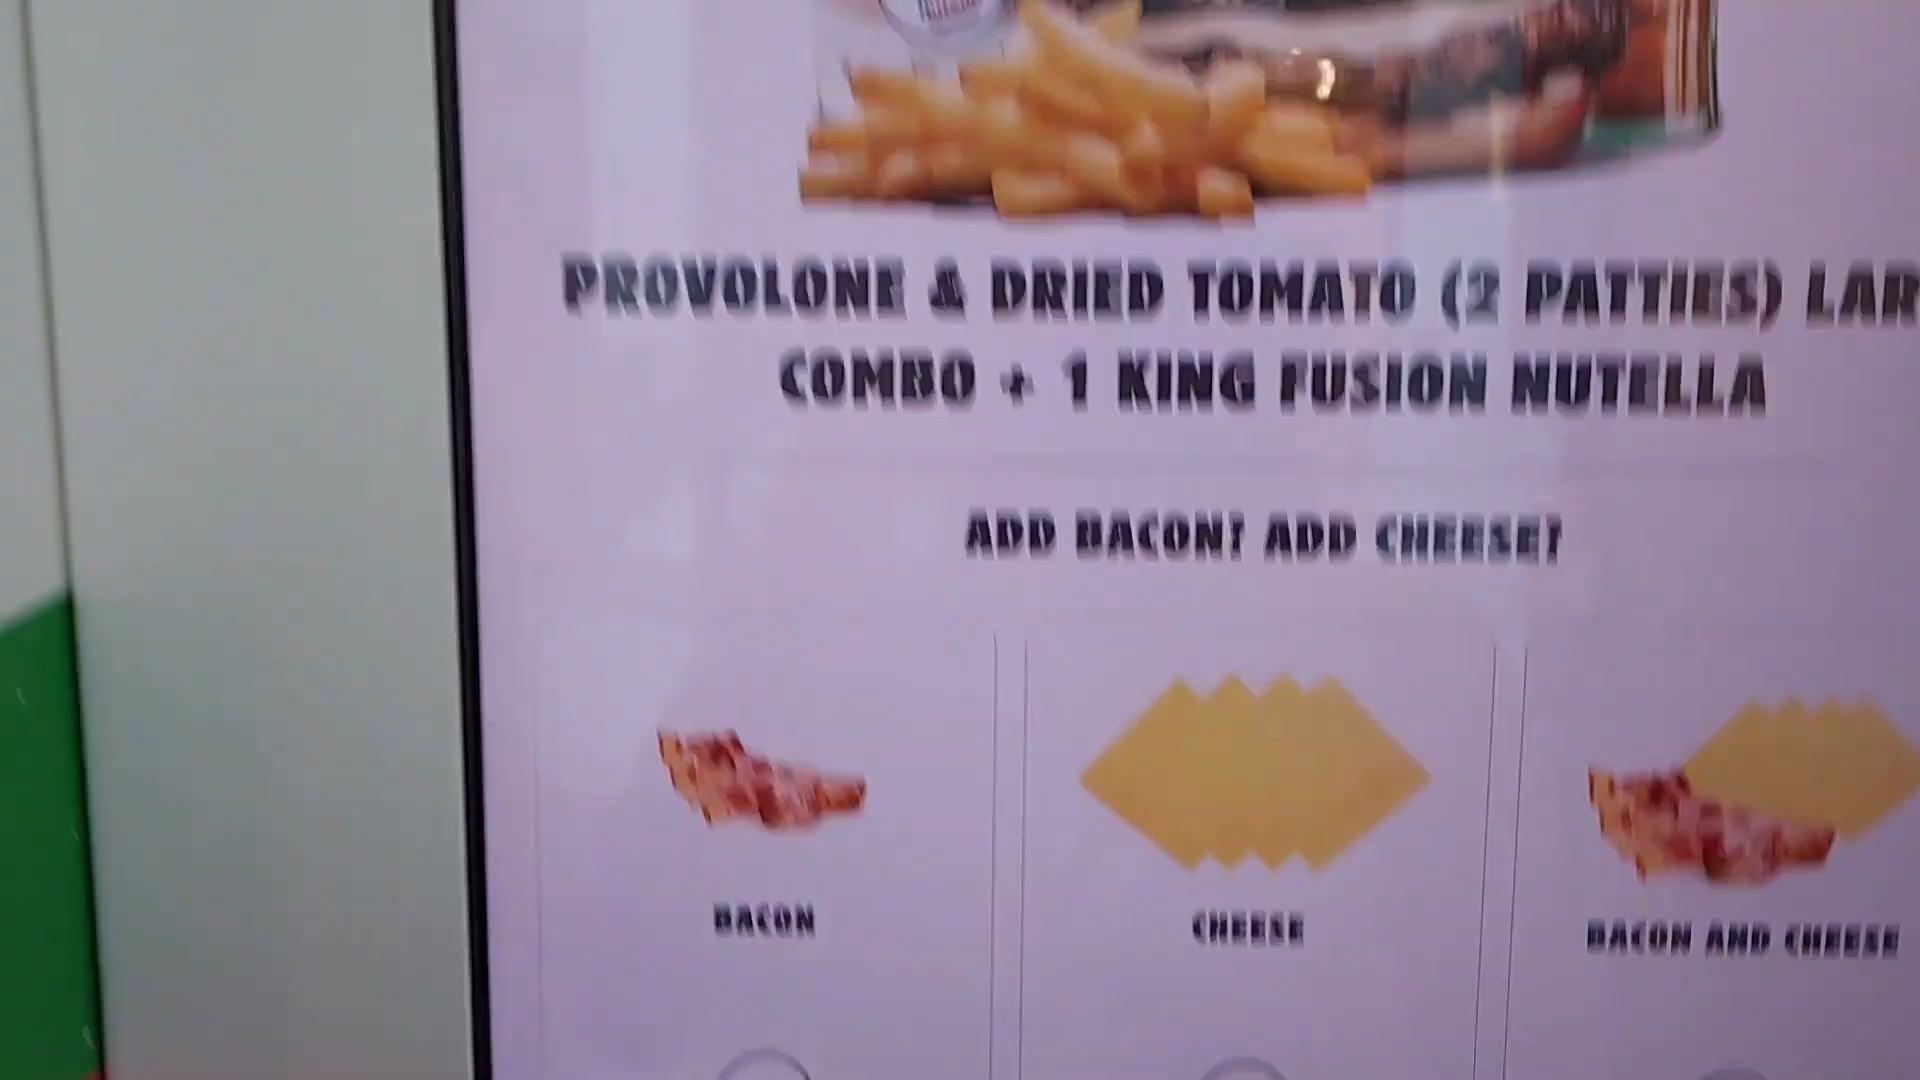 PROVOLONE & DRIED TOMATO (2 PATTIES) LAR
COMBO + 1 KING FUSION NUTELLA
ADD BACON? ADD CHEESE?
BACON
CHEESE
BACON AND CHEESE